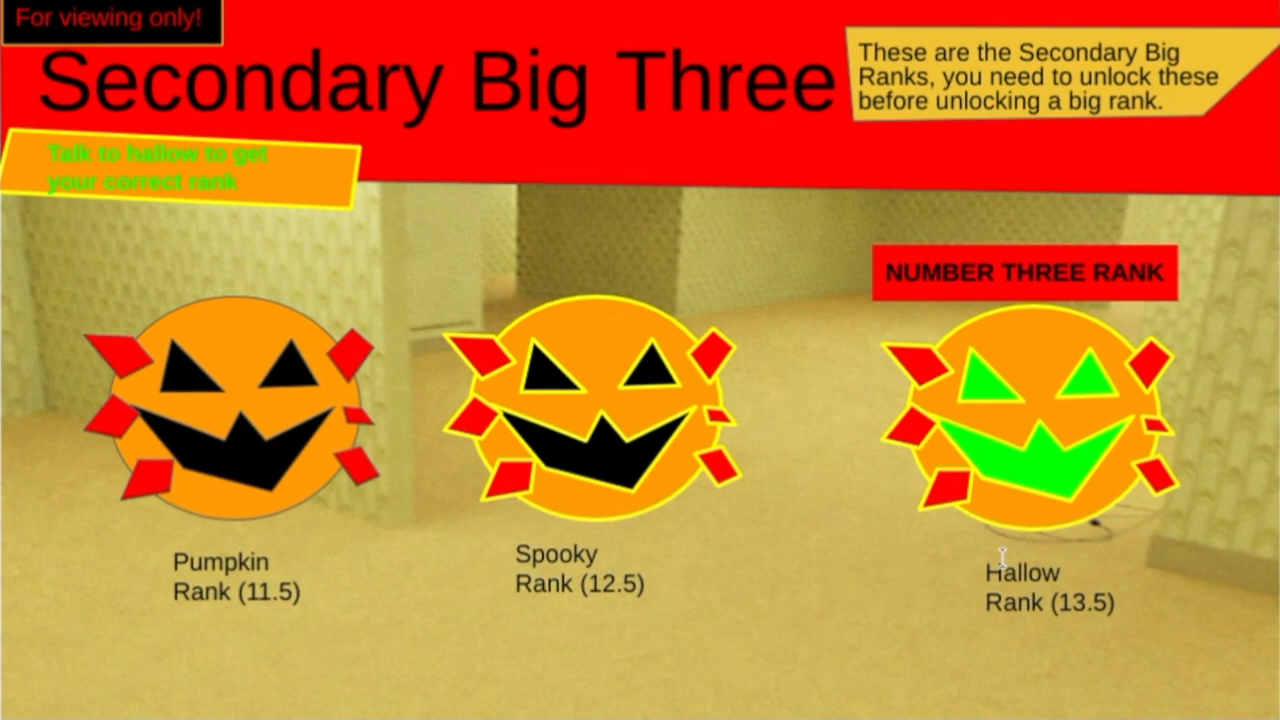 For viewing only!
Secondary Big Three
These are the Secondary Big
Ranks, you need to unlock these
before unlocking a big rank.
Talk to hallow to get
your correct rank
NUMBER THREE RANK
Pumpkin
Rank (11.5)
Spooky
Rank (12.5)
Hallow
Rank (13.5)